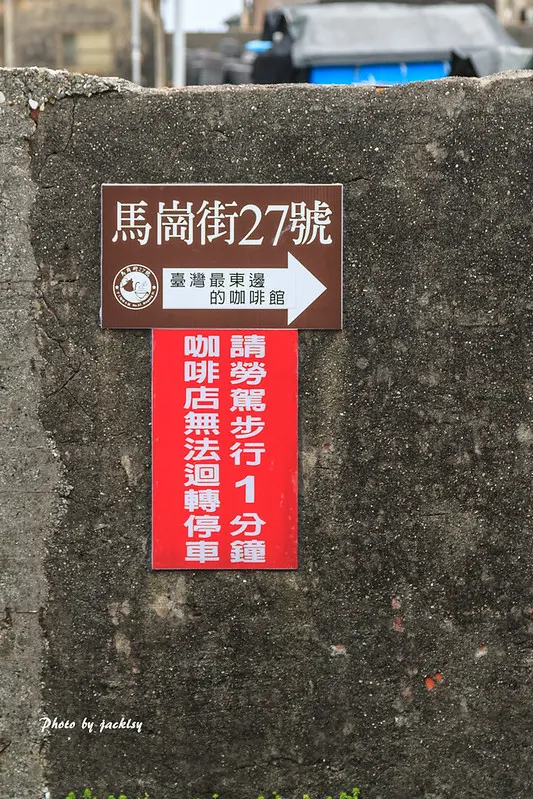 馬崗街27號
臺灣最東邊
的咖啡館
請勞駕步行1分鐘
咖啡店無法迴轉停車
Photo by jacklsy